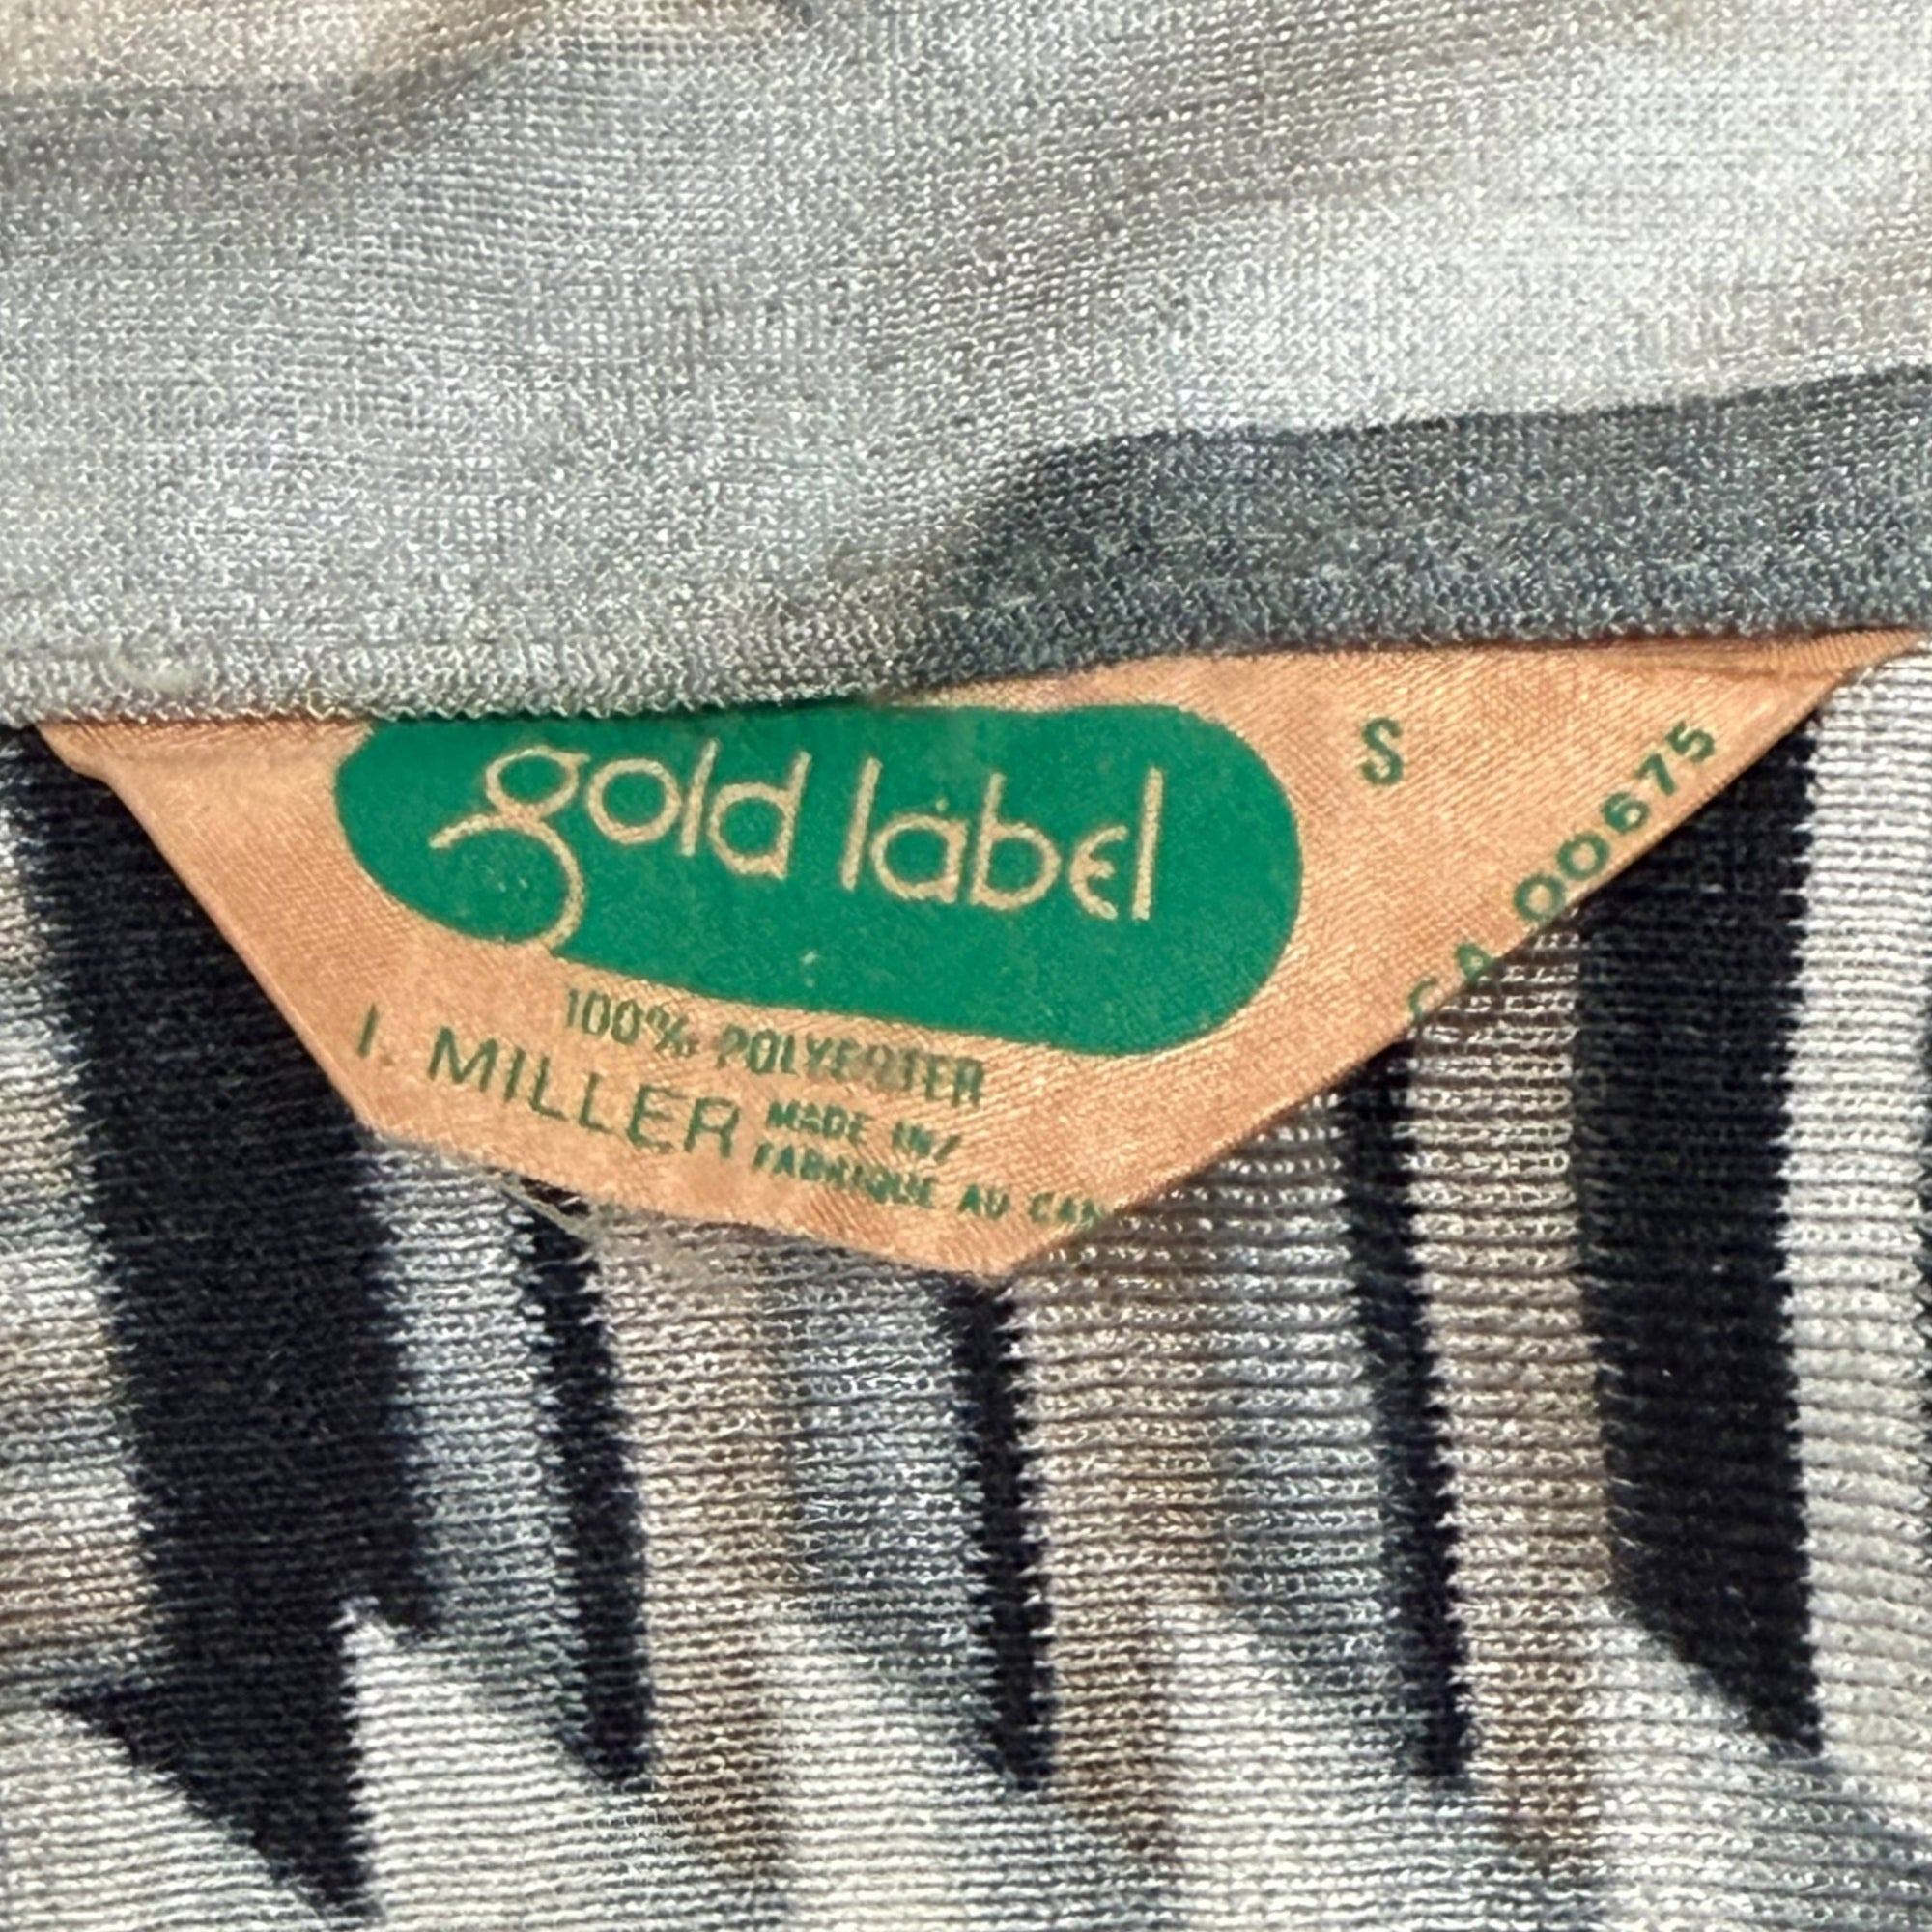 gold label
S
CA 00675
100% POLYESTER
I. MILLER
MADE IN/
FABRIQUE AU CAN